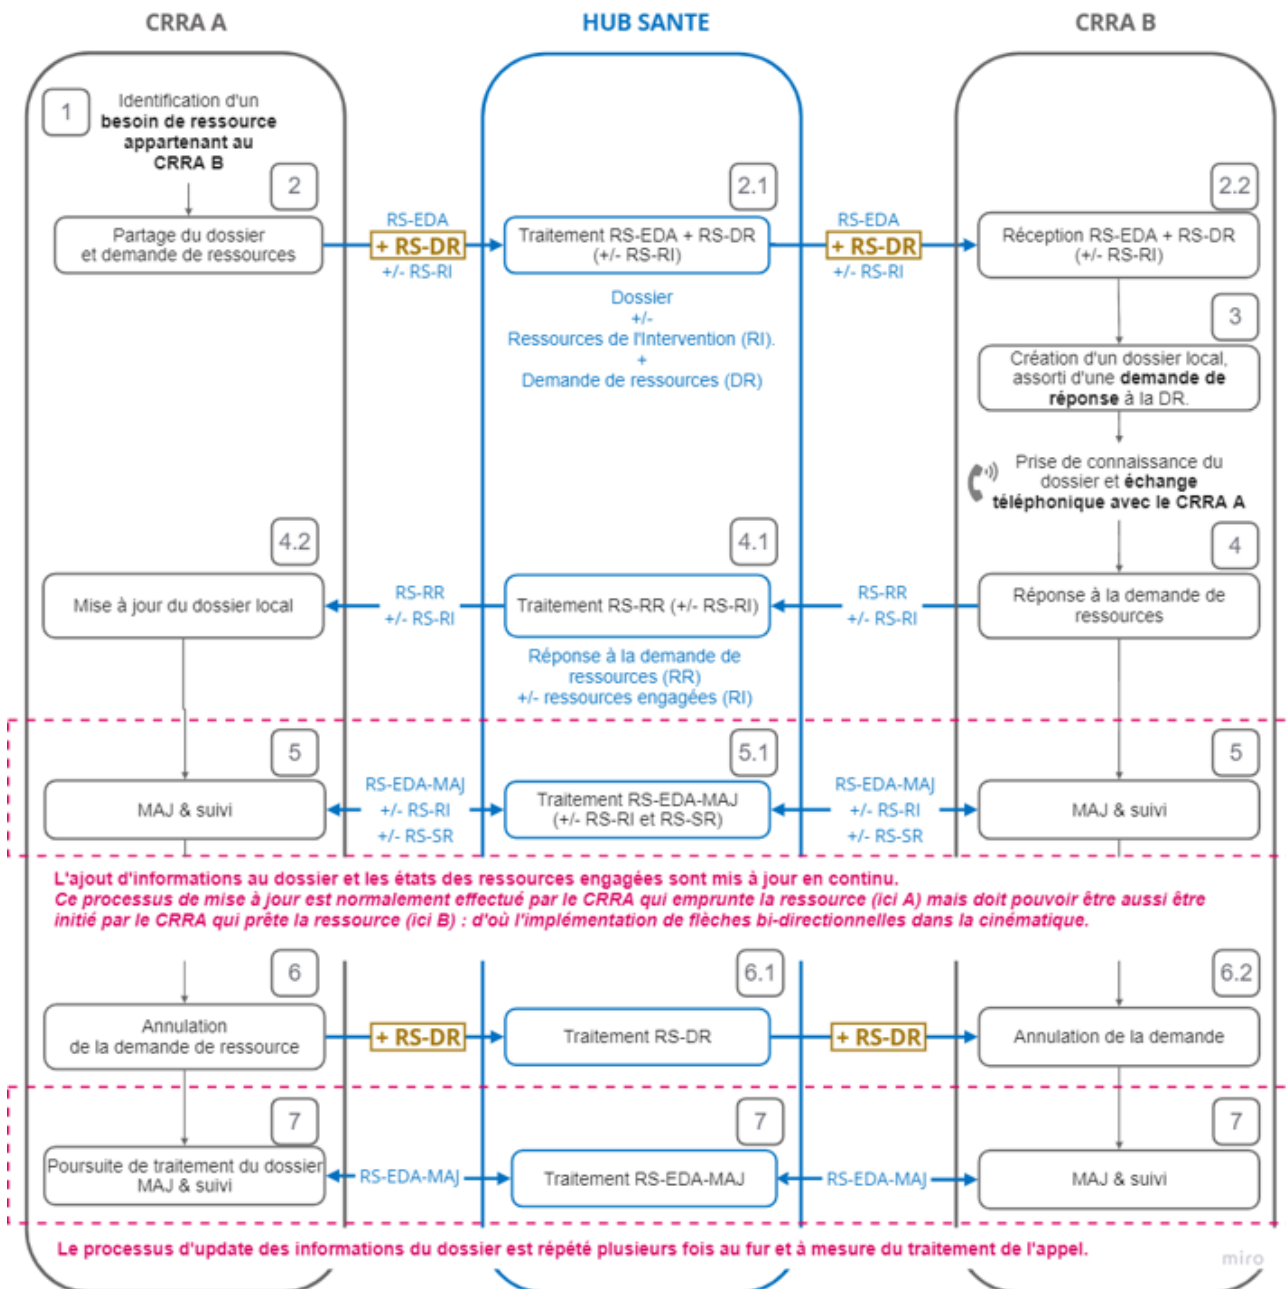 CRRA A
HUB SANTE
CRRA B
1
Identification d'un
besoin de ressource
appartenant au
CRRA B
2
2.1
2.2
Partage du dossier
et demande de ressources
RS-EDA
+ RS-DR
+/- RS-RI
Traitement RS-EDA + RS-DR
(+/- RS-RI)
RS-EDA
+ RS-DR
+/- RS-RI
Réception RS-EDA + RS-DR
(+/- RS-RI)
Dossier
+/-
Ressources de l'Intervention (RI).
+
Demande de ressources (DR)
3
Création d'un dossier local,
assorti d'une demande de
réponse à la DR.
Prise de connaissance du
dossier et échange
téléphonique avec le CRRA A
4.2
4.1
4
Mise à jour du dossier local
RS-RR
+/- RS-RI
Traitement RS-RR (+/- RS-RI)
RS-RR
+/- RS-RI
Réponse à la demande de
ressources
Réponse à la demande de
ressources (RR)
+/- ressources engagées (RI)
5
5.1
5
MAJ & suivi
RS-EDA-MAJ
+/- RS-RI
+/- RS-SR
Traitement RS-EDA-MAJ
(+/- RS-RI et RS-SR)
RS-EDA-MAJ
+/- RS-RI
+/- RS-SR
MAJ & suivi
L'ajout d'informations au dossier et les états des ressources engagées sont mis à jour en continu.
Ce processus de mise à jour est normalement effectué par le CRRA qui emprunte la ressource (ici A) mais doit pouvoir être aussi être
initié par le CRRA qui prête la ressource (ici B) : d'où l'implémentation de flèches bi-directionnelles dans la cinématique.
6
6.1
6.2
Annulation
de la demande de ressource
+ RS-DR
Traitement RS-DR
+ RS-DR
Annulation de la demande
7
7
7
Poursuite de traitement du dossier
MAJ & suivi
RS-EDA-MAJ
Traitement RS-EDA-MAJ
RS-EDA-MAJ
MAJ & suivi
Le processus d'update des informations du dossier est répété plusieurs fois au fur et à mesure du traitement de l'appel.
miro